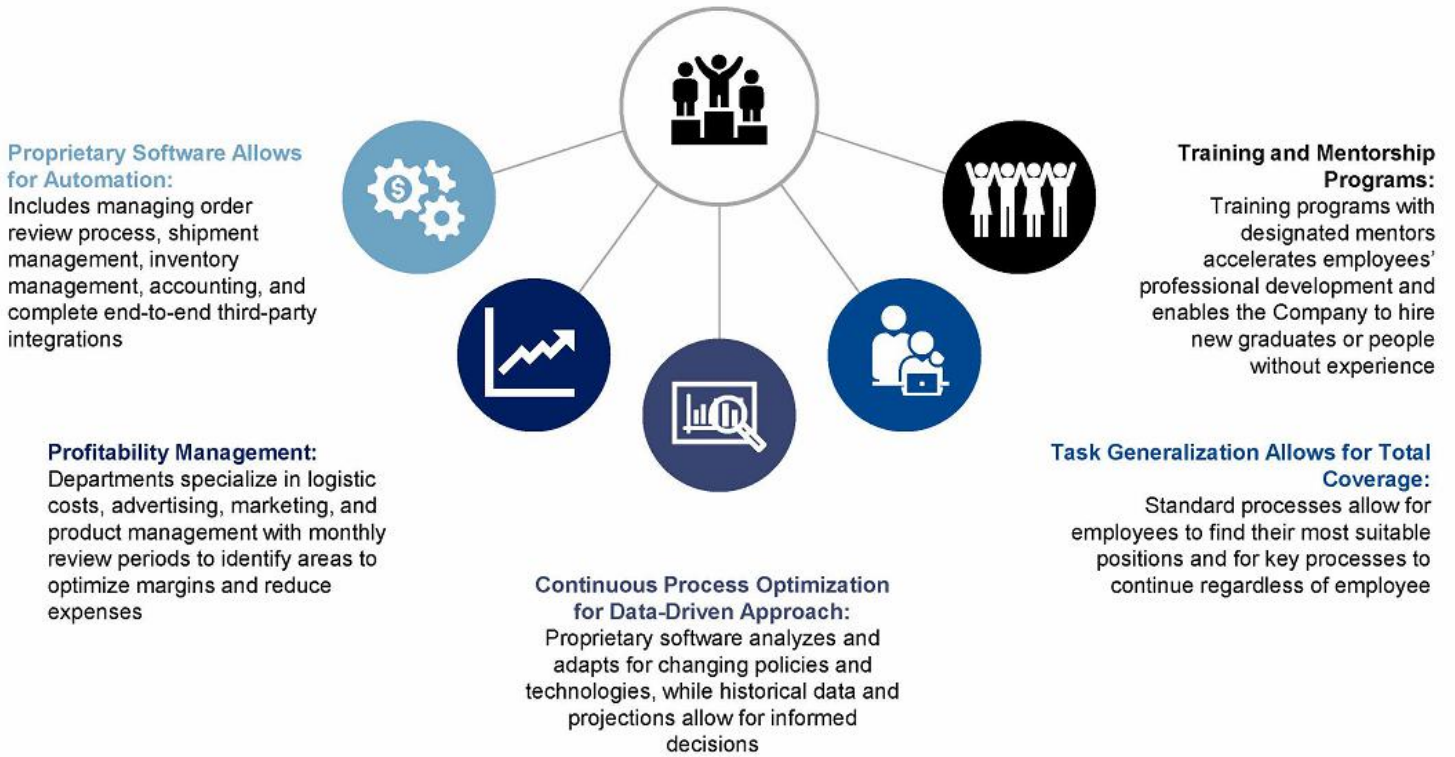 Proprietary Software Allows
for Automation:
Includes managing order
review process, shipment
management, inventory
management, accounting, and
complete end-to-end third-party
integrations
Profitability Management:
Departments specialize in logistic
costs, advertising, marketing, and
product management with monthly
review periods to identify areas to
optimize margins and reduce
expenses
Continuous Process Optimization
for Data-Driven Approach:
Proprietary software analyzes and
adapts for changing policies and
technologies, while historical data and
projections allow for informed
decisions
Task Generalization Allows for Total
Coverage:
Standard processes allow for
employees to find their most suitable
positions and for key processes to
continue regardless of employee
Training and Mentorship
Programs:
Training programs with
designated mentors
accelerates employees'
professional development and
enables the Company to hire
new graduates or people
without experience
$